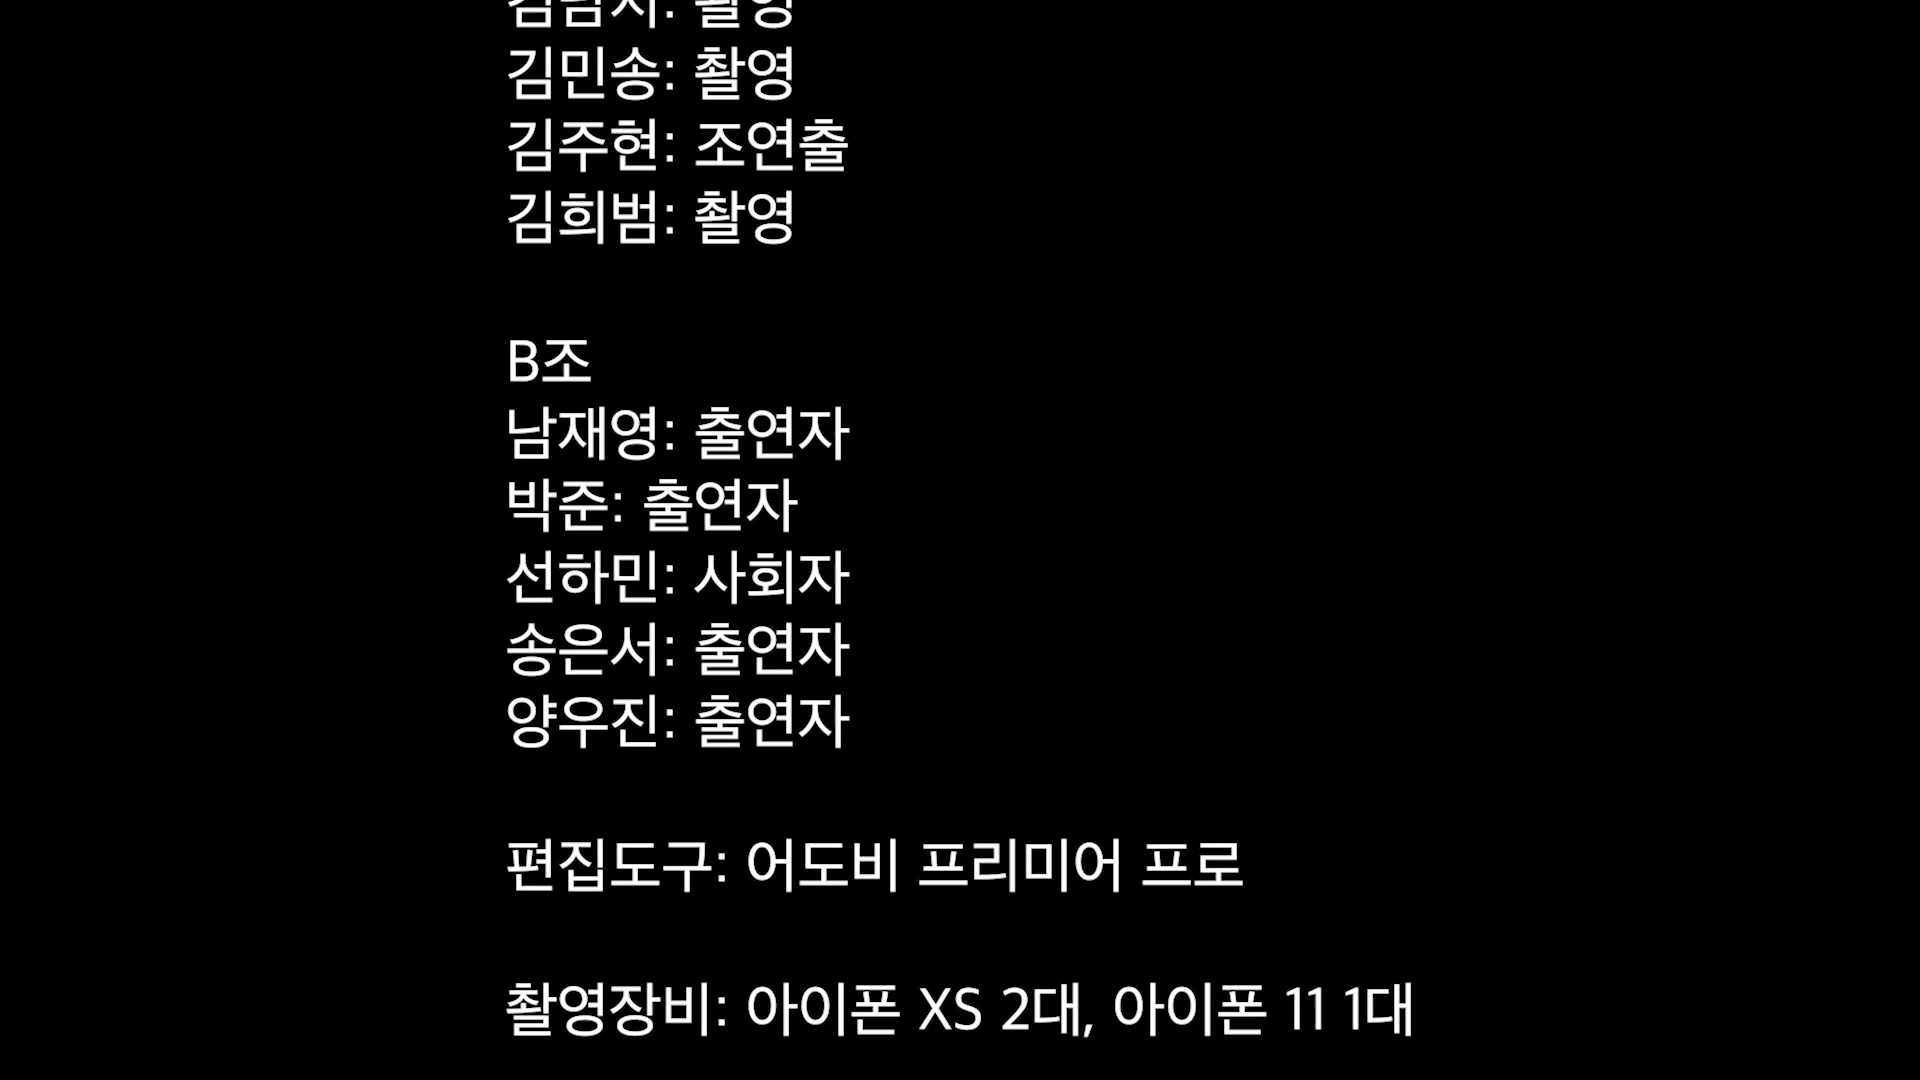 촬영
김민송: 촬영
김주현: 조연출
김희범: 촬영
B조
남재영: 출연자
박준: 출연자
선하민: 사회자
송은서: 출연자
양우진: 출연자
편집도구: 어도비 프리미어 프로
촬영장비: 아이폰 XS 2대, 아이폰 11 1대